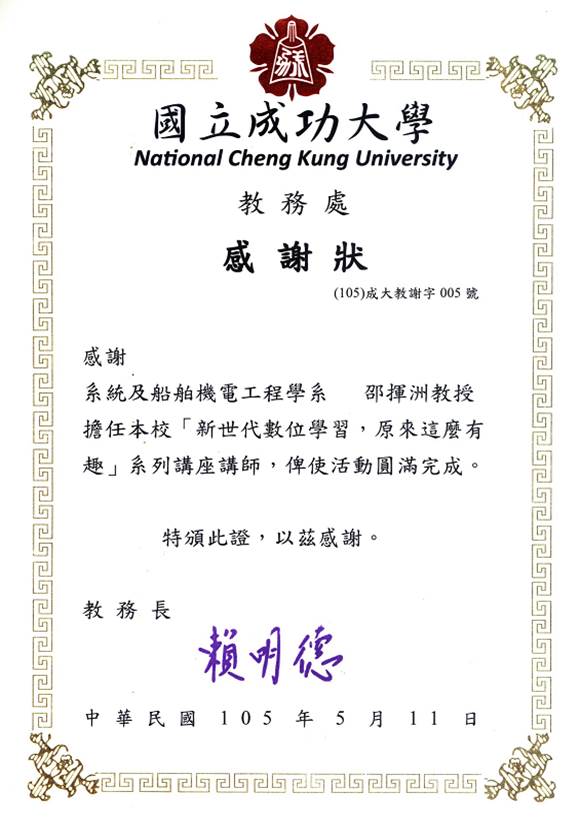 國立成功大學
National Cheng Kung University
教務處
感謝狀
(105)成大教謝字 005 號
感謝
系統及船舶機電工程學系　邵揮洲教授
擔任本校「新世代數位學習，原來這麼有
趣」系列講座講師，俾使活動圓滿完成。
特頒此證，以茲感謝。
教務長
賴明德
中華民國 105 年 5 月 11 日